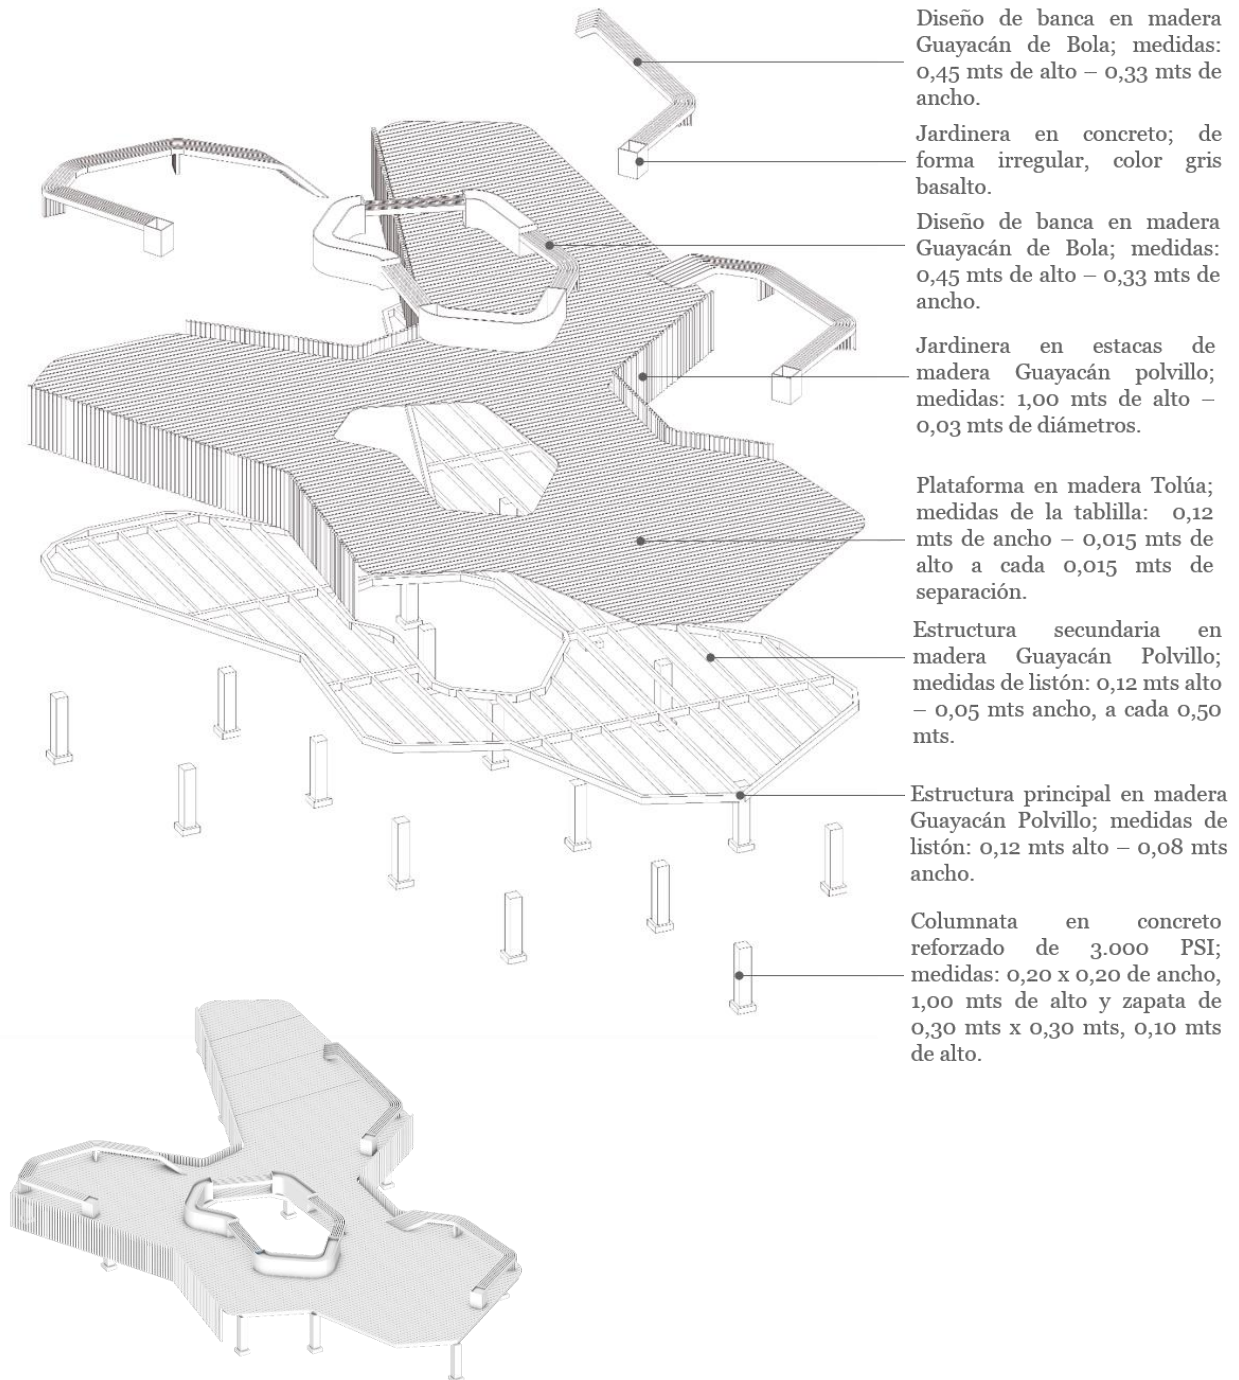 Diseño de banca en madera
Guayacán de Bola; medidas:
0,45 mts de alto – 0,33 mts de
ancho.
Jardinera en concreto; de
forma irregular, color gris
basalto.
Diseño de banca en madera
Guayacán de Bola; medidas:
0,45 mts de alto – 0,33 mts de
ancho.
Jardinera en estacas de
madera Guayacán polvillo;
medidas: 1,00 mts de alto –
0,03 mts de diámetros.
Plataforma en madera Tolúa;
medidas de la tablilla: 0,12
mts de ancho – 0,015 mts de
alto a cada 0,015 mts de
separación.
Estructura secundaria en
madera Guayacán Polvillo;
medidas de listón: 0,12 mts alto
– 0,05 mts ancho, a cada 0,50
mts.
Estructura principal en madera
Guayacán Polvillo; medidas de
listón: 0,12 mts alto – 0,08 mts
ancho.
Columnata en concreto
reforzado de 3.000 PSI;
medidas: 0,20 x 0,20 de ancho,
1,00 mts de alto y zapata de
0,30 mts x 0,30 mts, 0,10 mts
de alto.